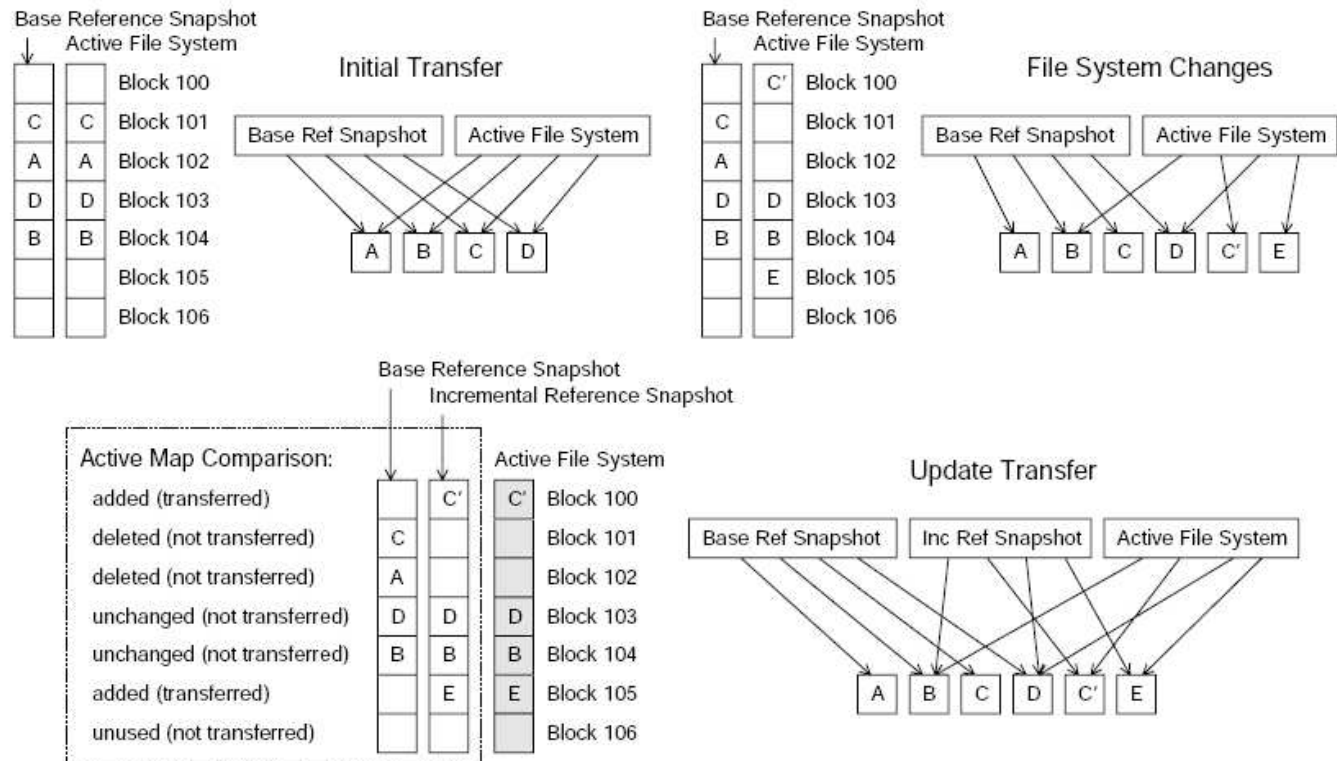 Base Reference Snapshot
Active File System
Initial Transfer
Block 100
C C Block 101
A A Block 102
D D Block 103
B B Block 104
Block 105
Block 106
Base Ref Snapshot Active File System
A B C D
Base Reference Snapshot
Active File System
File System Changes
C' Block 100
C Block 101
A Block 102
D D Block 103
B B Block 104
E Block 105
Block 106
Base Ref Snapshot Active File System
A B C D C' E
Base Reference Snapshot
Incremental Reference Snapshot
Active Map Comparison: Active File System
added (transferred) C' C' Block 100
deleted (not transferred) C Block 101
deleted (not transferred) A Block 102
unchanged (not transferred) D D D Block 103
unchanged (not transferred) B B B Block 104
added (transferred) E E Block 105
unused (not transferred) Block 106
Update Transfer
Base Ref Snapshot Inc Ref Snapshot Active File System
A B C D C' E